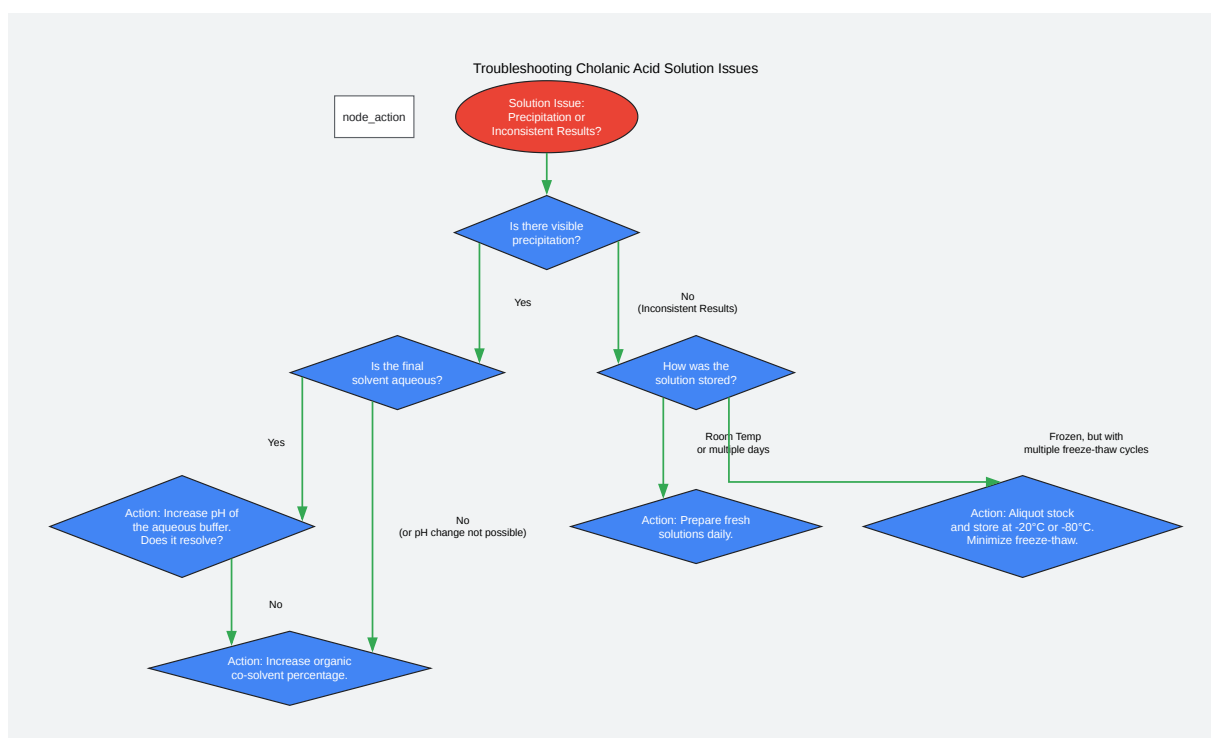 Troubleshooting Cholanic Acid Solution Issues
node_action
Solution Issue:
Precipitation or
Inconsistent Results?
Is there visible
precipitation?
Yes
No
(Inconsistent Results)
Is the final
solvent aqueous?
How was the
solution stored?
Yes
Room Temp
or multiple days
Frozen, but with
multiple freeze-thaw cycles
Action: Increase pH of
the aqueous buffer.
Does it resolve?
No
(or pH change not possible)
Action: Prepare fresh
solutions daily.
Action: Aliquot stock
and store at -20°C or -80°C.
Minimize freeze-thaw.
No
Action: Increase organic
co-solvent percentage.